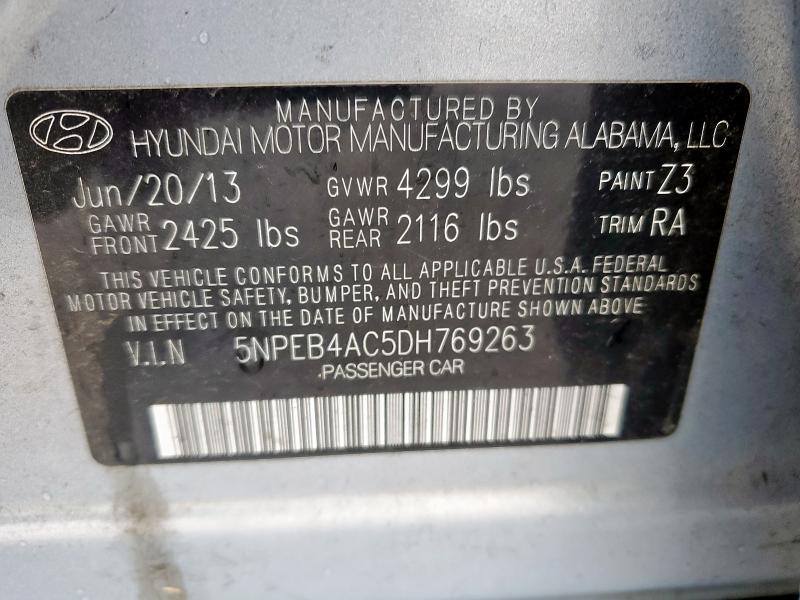 MANUFACTURED BY
HYUNDAI MOTOR MANUFACTURING ALABAMA, LLC
Jun/20/13 GVWR 4299 lbs PAINT Z3
GAWR FRONT 2425 lbs GAWR REAR 2116 lbs TRIM RA
THIS VEHICLE CONFORMS TO ALL APPLICABLE U.S.A. FEDERAL
MOTOR VEHICLE SAFETY, BUMPER, AND THEFT PREVENTION STANDARDS
IN EFFECT ON THE DATE OF MANUFACTURE SHOWN ABOVE
V.I.N 5NPEB4AC5DH769263
PASSENGER CAR